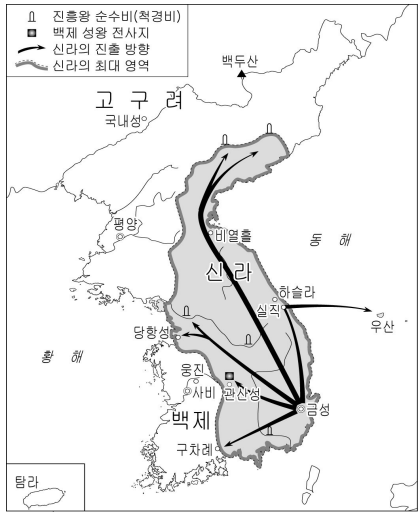 진흥왕 순수비(척경비)
백제 성왕 전사지
신라의 진출 방향
신라의 최대 영역
백두산
고구려
국내성
평양
비열홀
동해
신라
하슬라
실직
우산
당항성
황해
웅진
사비
관산성
금성
백제
구차례
탐라